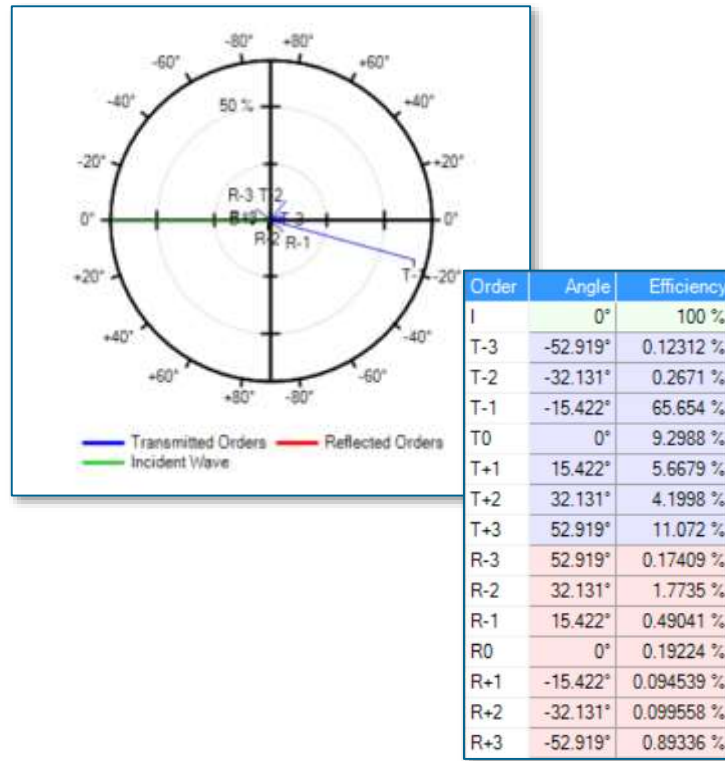 -80° +80°
-60° +60°
-40° 50 % +40°
-20° +20°
R-3 T-2
0° 0°
R-2 R-1
+20° -20°
+40° -40°
+60° -60°
+80° -80°
Transmitted Orders Reflected Orders
Incident Wave
Order Angle Efficiency
I 0° 100 %
T-3 -52.919° 0.12312 %
T-2 -32.131° 0.2671 %
T-1 -15.422° 65.654 %
T0 0° 9.2988 %
T+1 15.422° 5.6679 %
T+2 32.131° 4.1998 %
T+3 52.919° 11.072 %
R-3 52.919° 0.17409 %
R-2 32.131° 1.7735 %
R-1 15.422° 0.49041 %
R0 0° 0.19224 %
R+1 -15.422° 0.094539 %
R+2 -32.131° 0.099558 %
R+3 -52.919° 0.89336 %